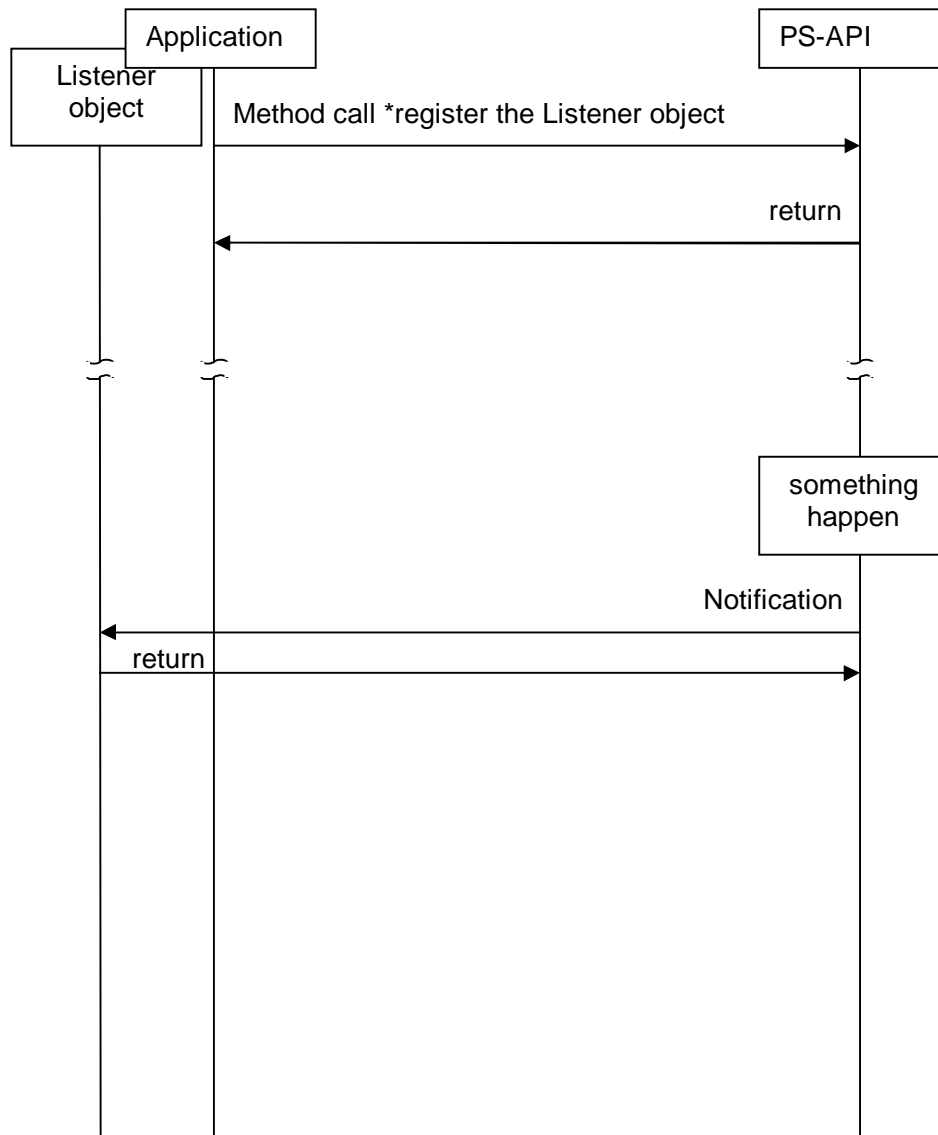 Application
PS-API
Listener
object
Method call *register the Listener object
return
something
happen
Notification
return